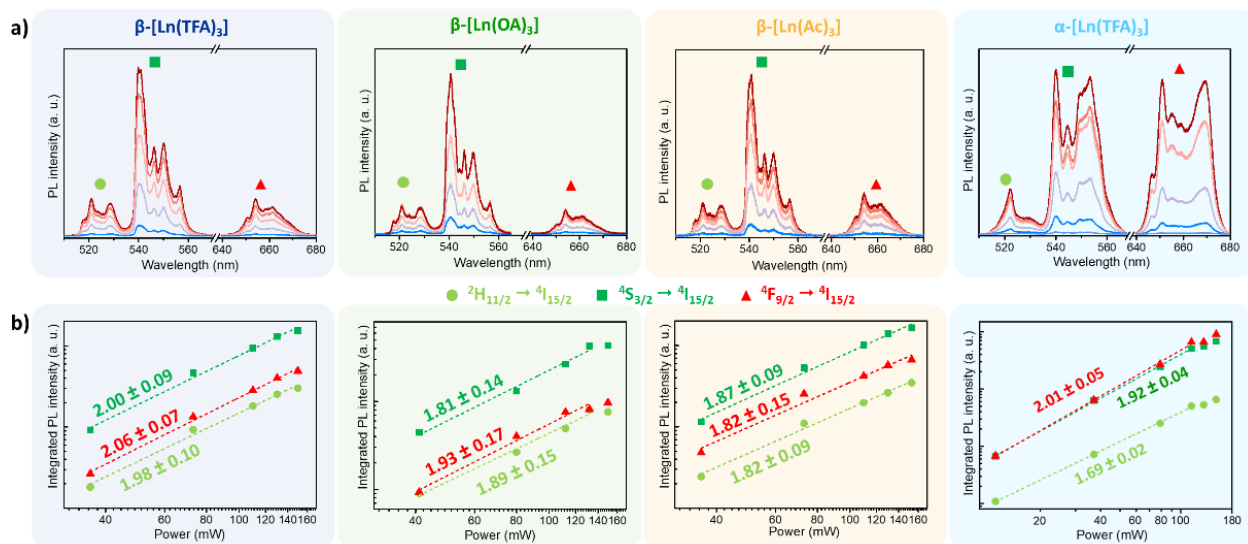 β-[Ln(TFA)₃]
β-[Ln(OA)₃]
β-[Ln(Ac)₃]
α-[Ln(TFA)₃]
a)
PL intensity (a. u.)
520 540 640 660 680
Wavelength (nm)
PL intensity (a. u.)
520 540 560 640 660 680
Wavelength (nm)
PL intensity (a. u.)
520 540 560 640 660 680
Wavelength (nm)
PL intensity (a. u.)
520 540 560 640 660 680
Wavelength (nm)
²H₁₁/₂ → ⁴I₁₅/₂ ⁴S₃/₂ → ⁴I₁₅/₂ ⁴F₉/₂ → ⁴I₁₅/₂
b)
Integrated PL intensity (a. u.)
2.00 ± 0.09
2.06 ± 0.07
1.98 ± 0.10
40 60 80 100 120 140 160
Power (mW)
Integrated PL intensity (a. u.)
1.81 ± 0.14
1.93 ± 0.17
1.89 ± 0.15
40 60 80 100 120 140 160
Power (mW)
Integrated PL intensity (a. u.)
1.87 ± 0.09
1.82 ± 0.15
1.82 ± 0.09
40 60 80 100 120 140 160
Power (mW)
Integrated PL intensity (a. u.)
2.01 ± 0.05
1.92 ± 0.04
1.69 ± 0.02
20 40 60 80 100 180
Power (mW)